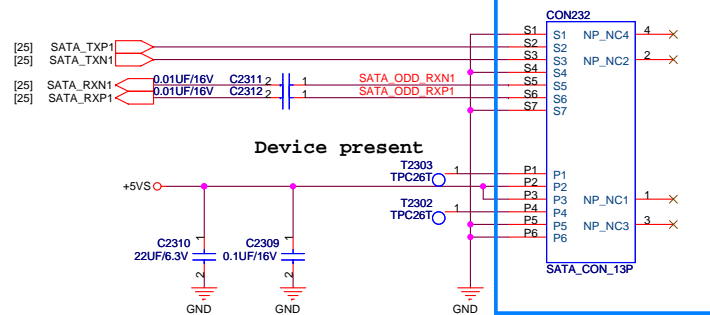 CON232
[25] SATA_TXP1
[25] SATA_TXN1
[25] SATA_RXN1 0.01UF/16V C2311 2 1 SATA_ODD_RXN1
[25] SATA_RXP1 0.01UF/16V C2312 2 1 SATA_ODD_RXP1
S1 S1 NP_NC4 4
S2 S2
S3 S3 NP_NC2 2
S4 S4
S5 S5
S6 S6
S7 S7
Device present
T2303 1
TPC26T
P1 P1
+5VS P2 P2
P3 P3 NP_NC1 1
T2302 1
TPC26T
P4 P4
P5 P5 NP_NC3 3
P6 P6
C2310 1
22UF/6.3V
2
C2309 1
0.1UF/16V
2
SATA_CON_13P
GND
GND
GND